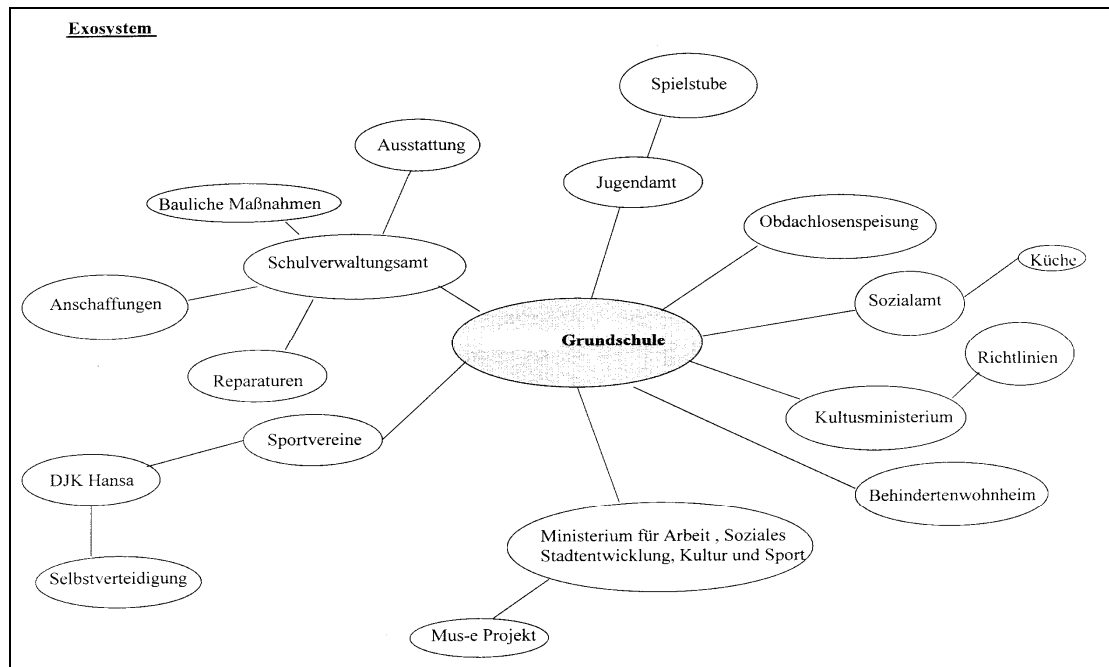 Exosystem
Spielstube
Ausstattung
Jugendamt
Bauliche Maßnahmen
Obdachlosenspeisung
Schulverwaltungsamt
Küche
Anschaffungen
Sozialamt
Grundschule
Richtlinien
Reparaturen
Kultusministerium
Sportvereine
DJK Hansa
Behindertenwohnheim
Ministerium für Arbeit , Soziales
Stadtentwicklung, Kultur und Sport
Selbstverteidigung
Mus-e Projekt